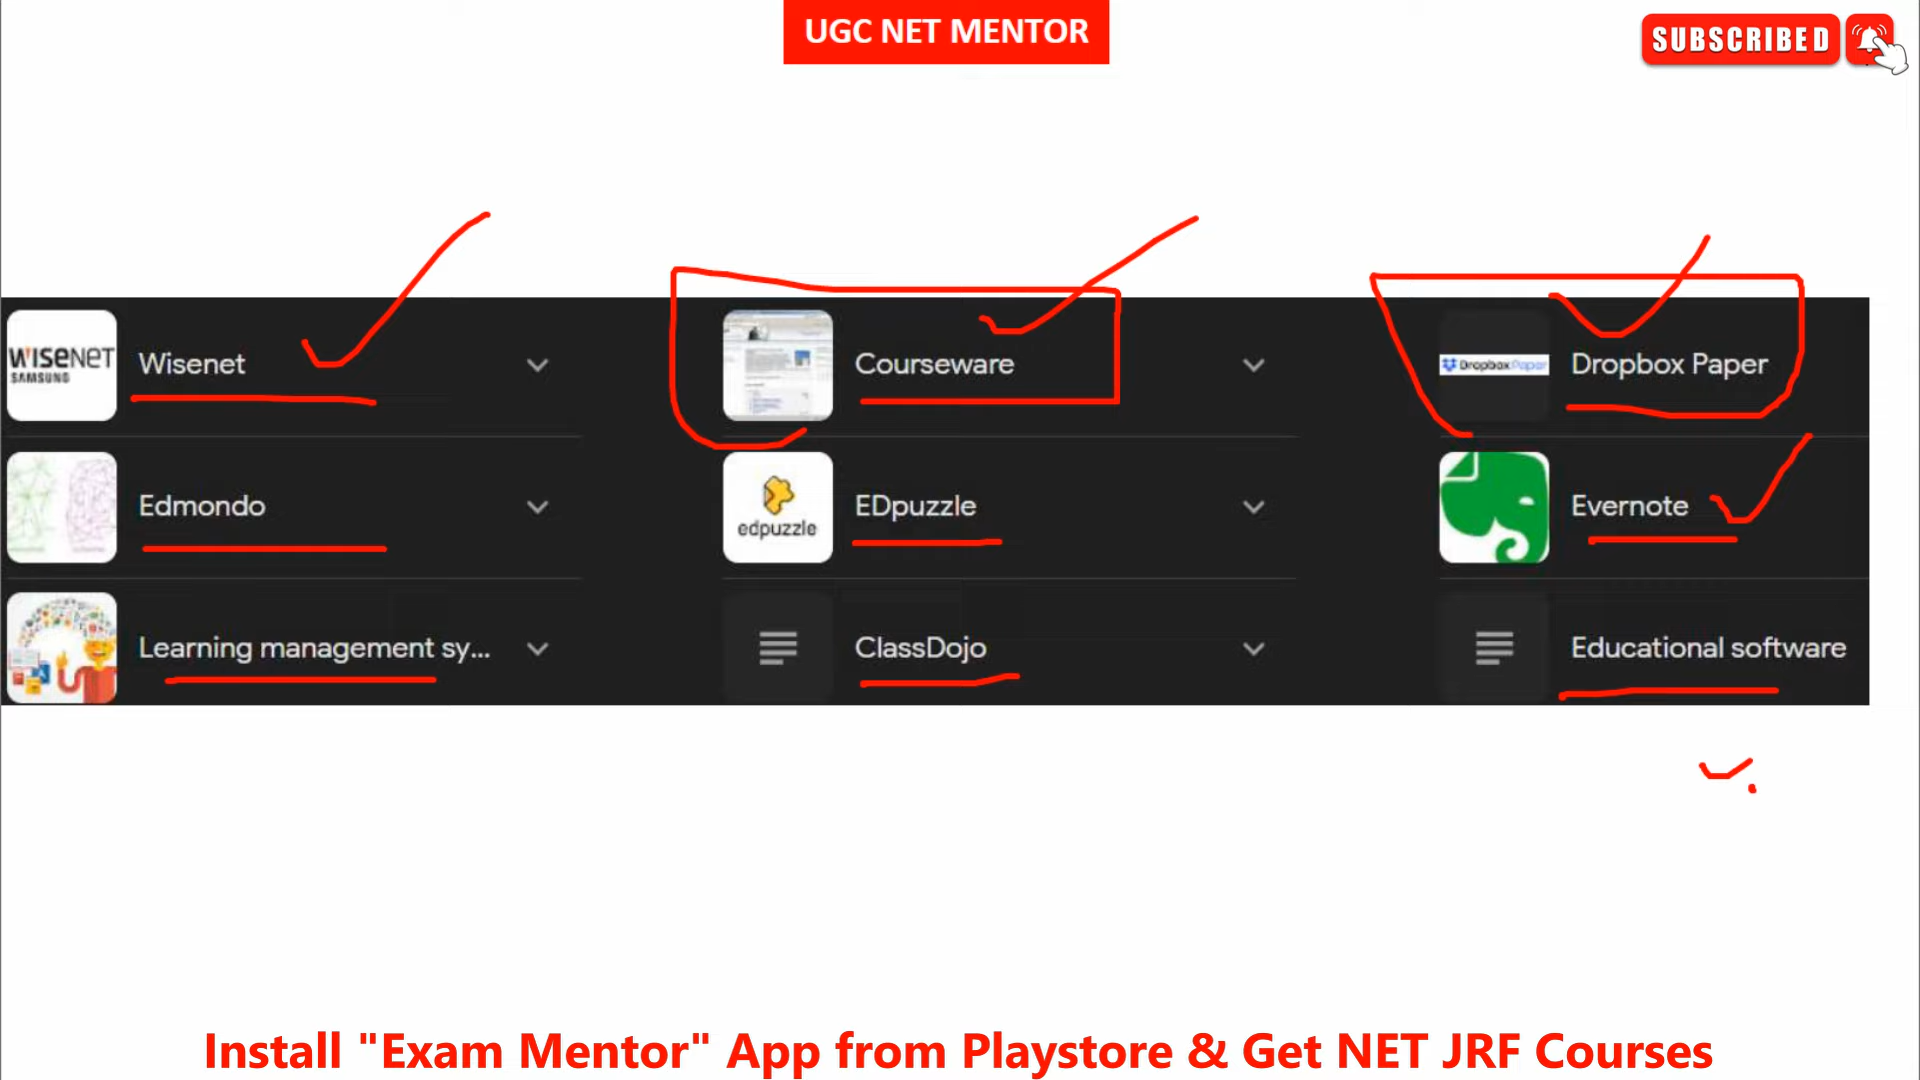 UGC NET MENTOR
SUBSCRIBED
WISENET
SAMSUNG
Wisenet
Courseware
Dropbox Paper
Dropbox Paper
Edmondo
edpuzzle
EDpuzzle
Evernote
Learning management sy...
ClassDojo
Educational software
Install "Exam Mentor" App from Playstore & Get NET JRF Courses